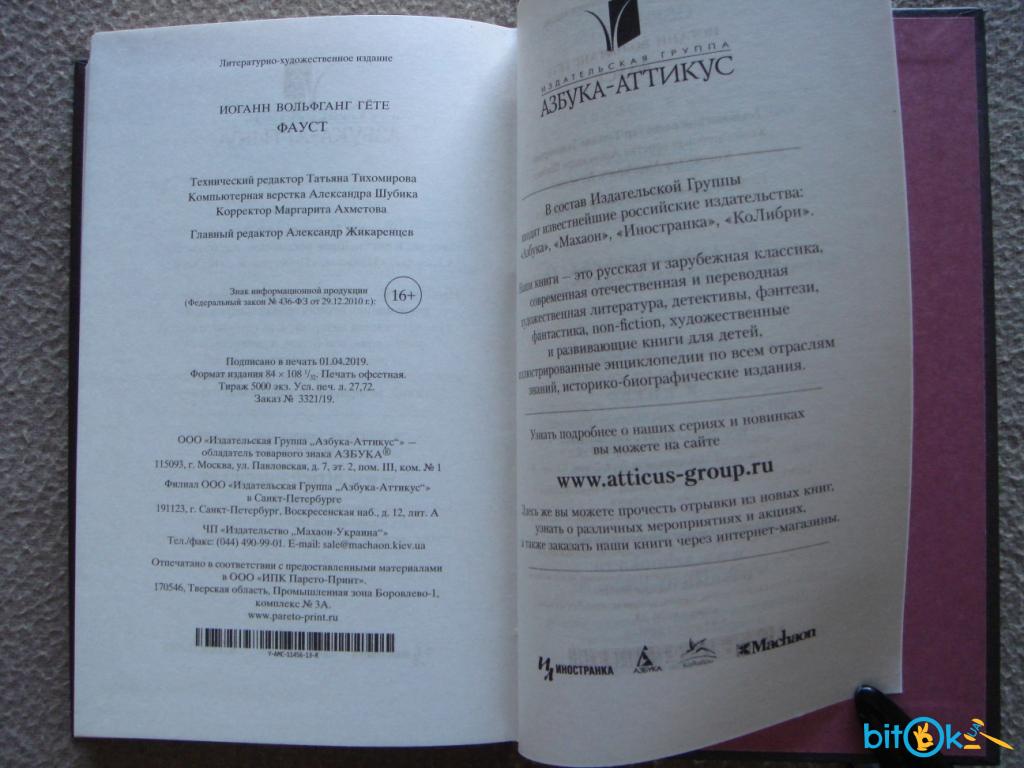 Литературно-художественное издание
ИОГАНН ВОЛЬФГАНГ ГЁТЕ
ФАУСТ
Технический редактор Татьяна Тихомирова
Компьютерная верстка Александра Шубика
Корректор Маргарита Ахметова
Главный редактор Александр Жикаренцев
Знак информационной продукции
(Федеральный закон № 436-ФЗ от 29.12.2010 г.):
16+
Подписано в печать 01.04.2019.
Формат издания 84 × 108 1/32. Печать офсетная.
Тираж 5000 экз. Усл. печ. л. 27,72.
Заказ № 3321/19.
ООО «Издательская Группа „Азбука-Аттикус“» —
обладатель товарного знака АЗБУКА®
115093, г. Москва, ул. Павловская, д. 7, эт. 2, пом. III, ком. № 1
Филиал ООО «Издательская Группа „Азбука-Аттикус“»
в Санкт-Петербурге
191123, г. Санкт-Петербург, Воскресенская наб., д. 12, лит. А
ЧП «Издательство „Махаон-Украина“»
Тел./факс: (044) 490-99-01. E-mail: sale@machaon.kiev.ua
Отпечатано в соответствии с предоставленными материалами
в ООО «ИПК Парето-Принт».
170546, Тверская область, Промышленная зона Боровлево-1,
комплекс № 3А.
www.pareto-print.ru
Y-AMC-11456-13-R
ИЗДАТЕЛЬСКАЯ ГРУППА
АЗБУКА-АТТИКУС
В состав Издательской Группы
входят известнейшие российские издательства:
«Азбука», «Махаон», «Иностранка», «КоЛибри».
Наши книги — это русская и зарубежная классика,
современная отечественная и переводная
художественная литература, детективы, фэнтези,
фантастика, non-fiction, художественные
и развивающие книги для детей,
иллюстрированные энциклопедии по всем отраслям
знаний, историко-биографические издания.
Узнать подробнее о наших сериях и новинках
вы можете на сайте
www.atticus-group.ru
Здесь же вы можете прочесть отрывки из новых книг,
узнать о различных мероприятиях и акциях,
а также заказать наши книги через интернет-магазины.
ИЛ ИНОСТРАНКА
АЗБУКА
Machaon
bitok.ua